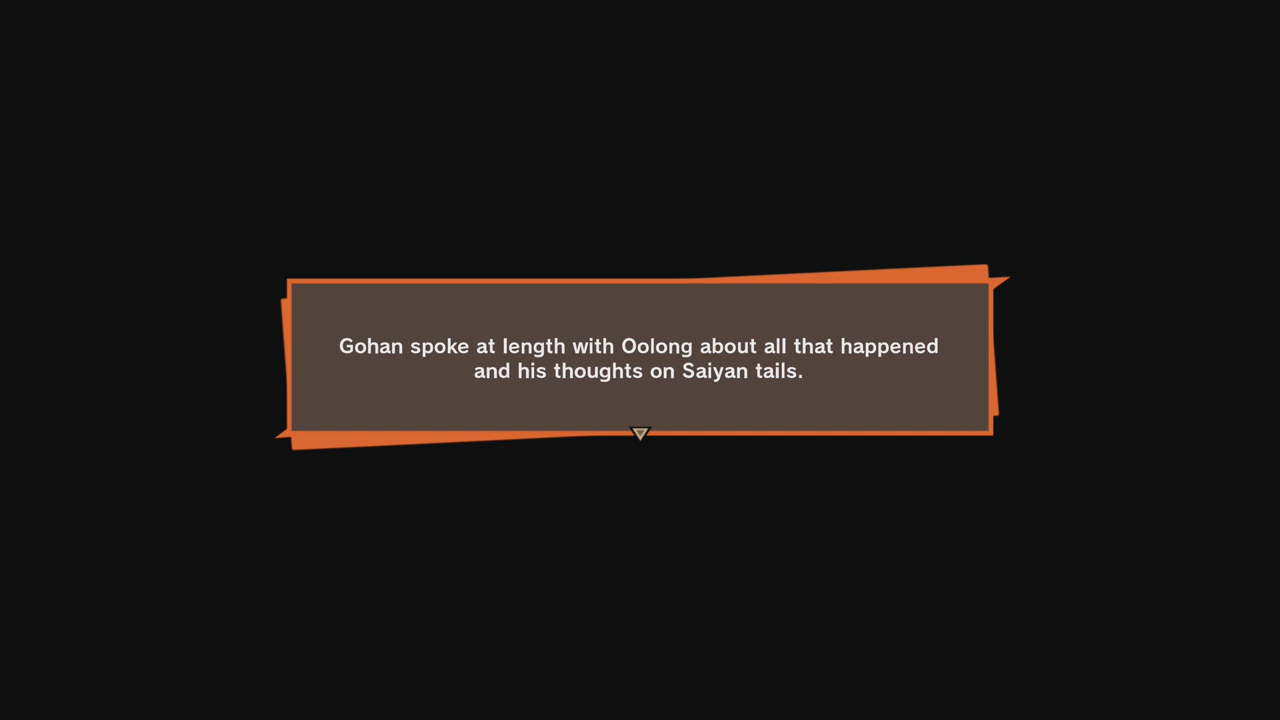 Gohan spoke at length with Oolong about all that happened
and his thoughts on Saiyan tails.